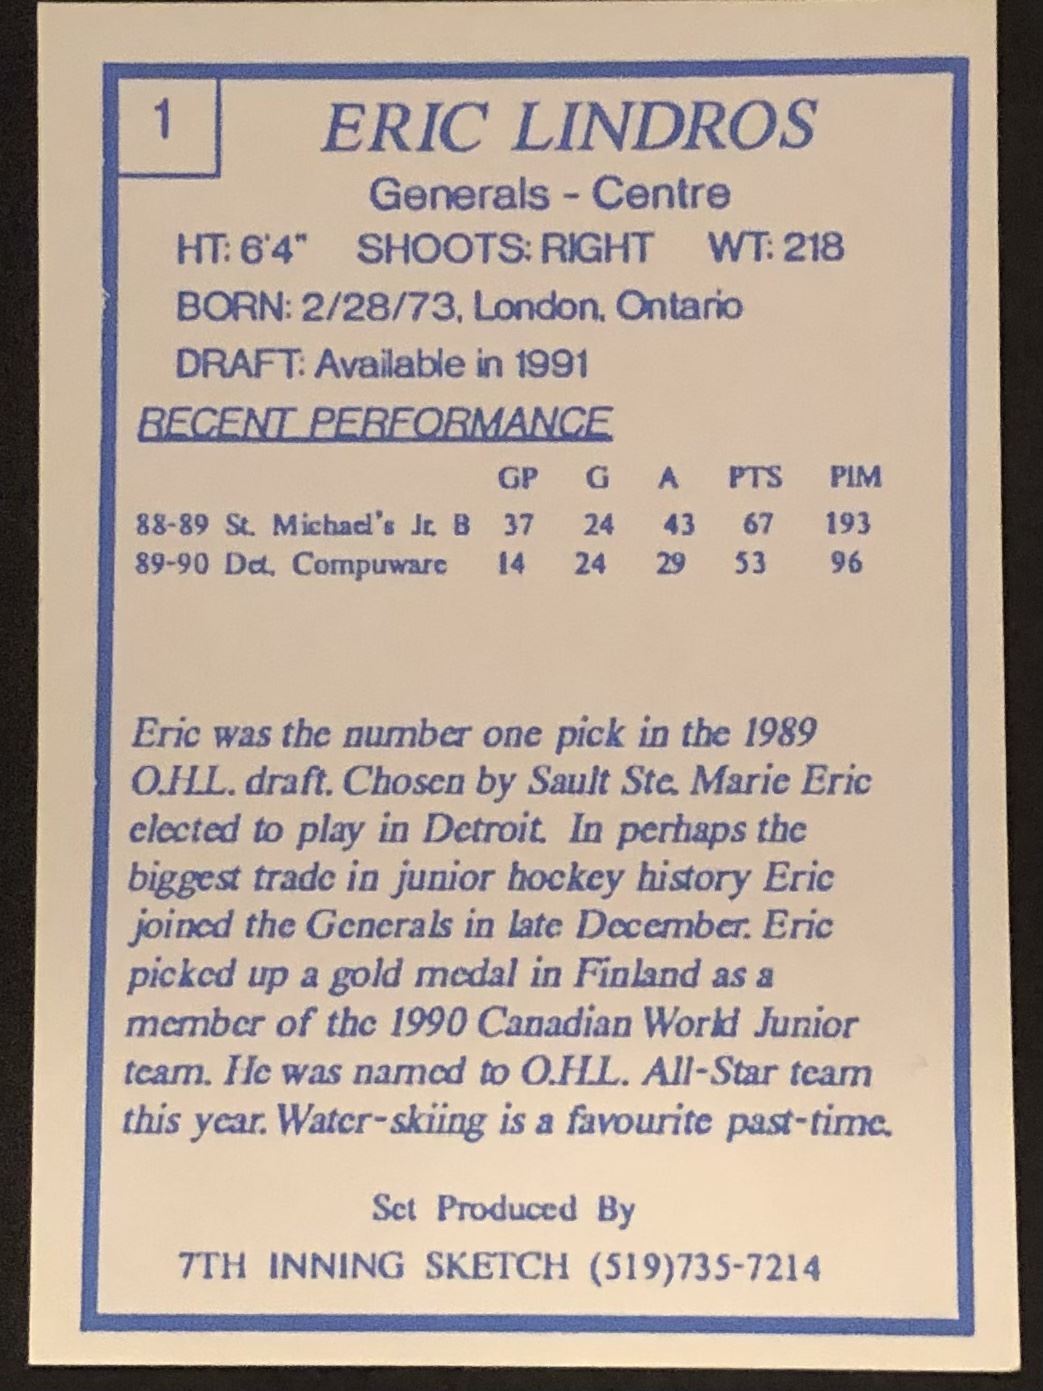 1
ERIC LINDROS
Generals - Centre
HT: 6'4" SHOOTS: RIGHT WT: 218
BORN: 2/28/73, London, Ontario
DRAFT: Available in 1991
RECENT PERFORMANCE
GP G A PTS PIM
88-89 St. Michael's Jr. B 37 24 43 67 193
89-90 Det. Compuware 14 24 29 53 96
Eric was the number one pick in the 1989
O.H.L. draft. Chosen by Sault Ste. Marie Eric
elected to play in Detroit. In perhaps the
biggest trade in junior hockey history Eric
joined the Generals in late December. Eric
picked up a gold medal in Finland as a
member of the 1990 Canadian World Junior
team. He was named to O.H.L. All-Star team
this year. Water-skiing is a favourite past-time.
Set Produced By
7TH INNING SKETCH (519)735-7214